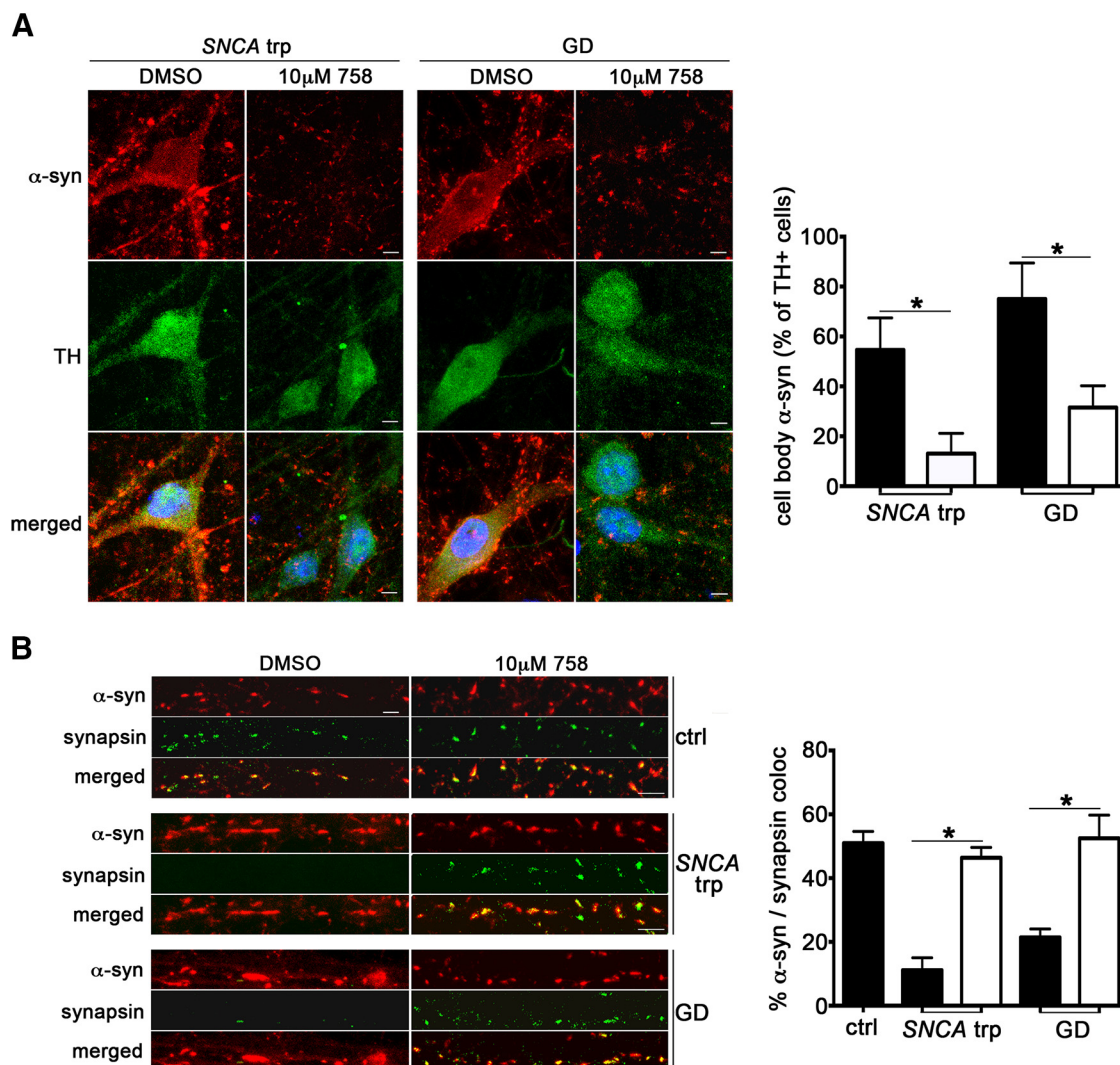 A
SNCA trp GD
DMSO 10μM 758 DMSO 10μM 758
α-syn
TH
merged
cell body α-syn (% of TH+ cells)
100
80
60
40
20
0
* *
SNCA trp GD
B
DMSO 10μM 758
α-syn
synapsin
merged
ctrl
α-syn
synapsin
merged
SNCA
trp
α-syn
synapsin
merged
GD
% α-syn / synapsin coloc
80
60
40
20
0
* *
ctrl SNCA trp GD